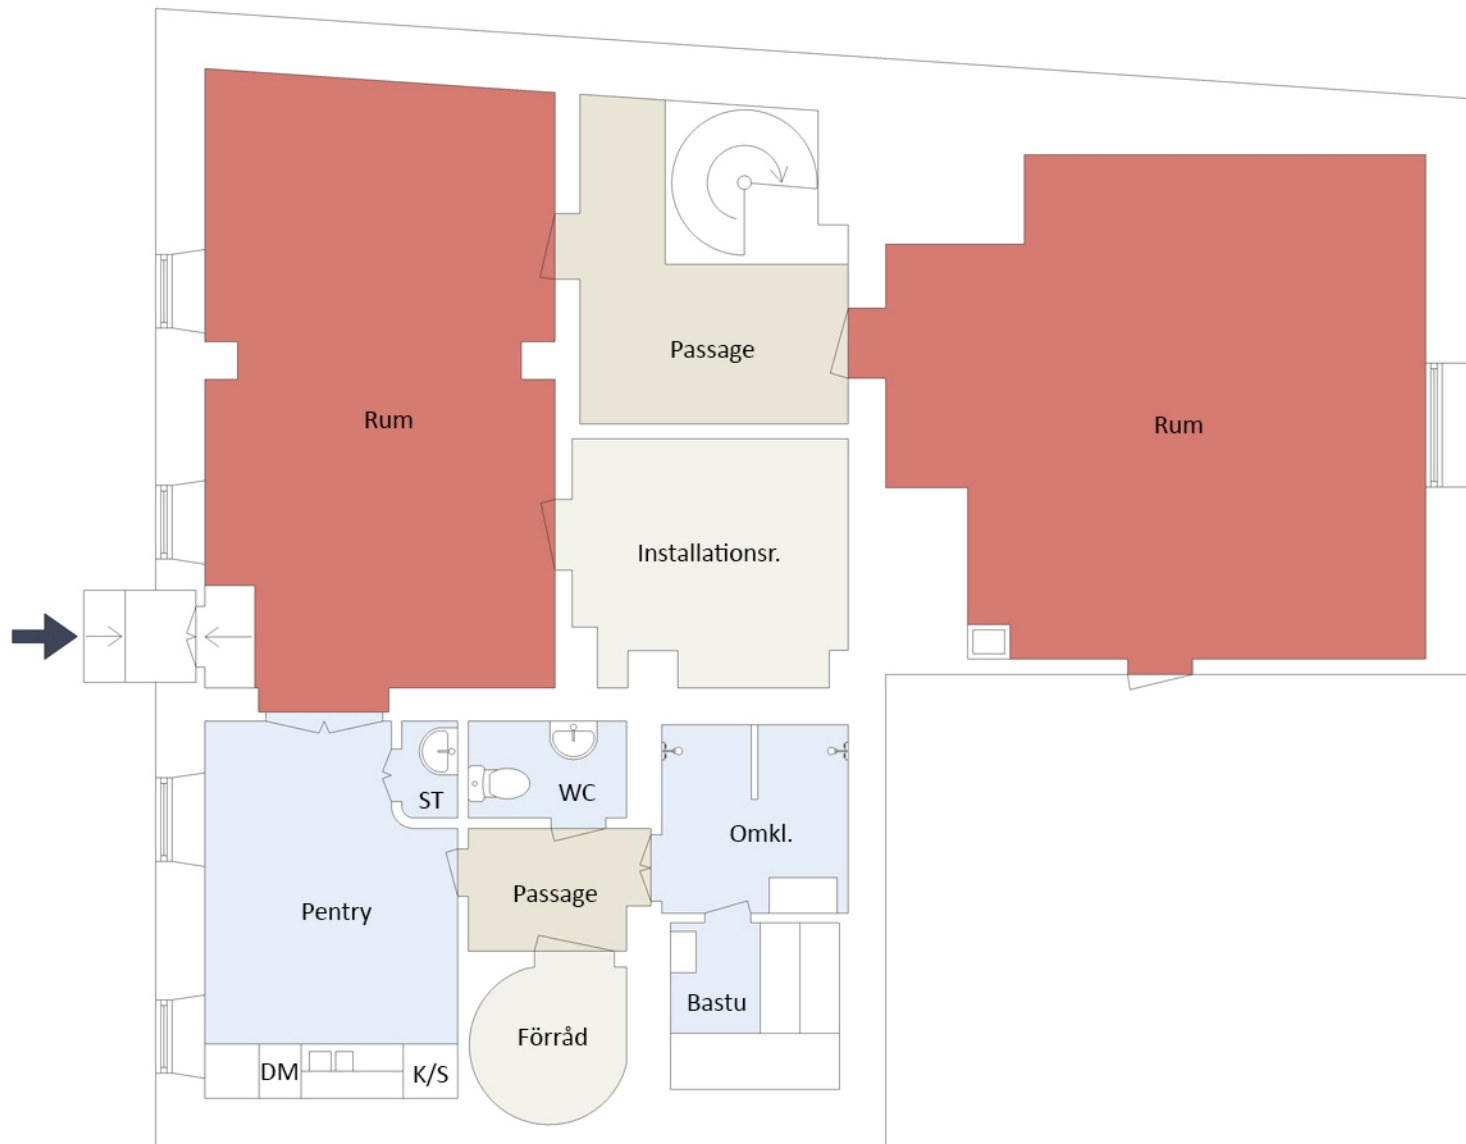 Passage
Rum
Rum
Installationsr.
ST
WC
Omkl.
Passage
Pentry
Bastu
Förråd
DM
K/S